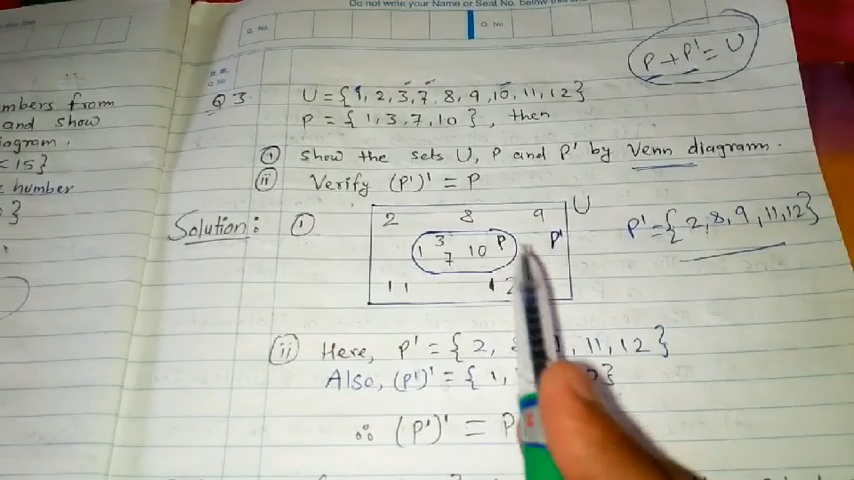 Do not write your Name or Seat No. below this
Q. No.
Q. No.
P + P' = U
mbers from
and show
iagram.
< 15}
e number
}
Q 3. U = {1, 2, 3, 7, 8, 9, 10, 11, 12}
P = {1, 3, 7, 10}, then
(i) Show the sets U, P and P' by Venn diagram.
(ii) Verify (P')' = P
Solution: (i)
2 8 9 U
1 3 7 10 P P'
11 12
P' = {2, 8, 9, 11, 12}
(ii) Here, P' = {2, 11, 12}
Also, (P')' = {1,
∴ (P')' = P